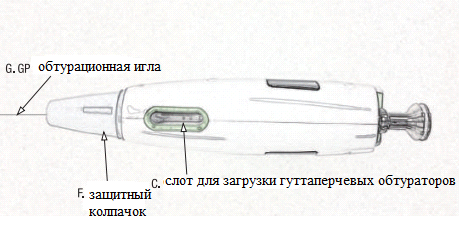 G.GP обтурационная игла
C. слот для загрузки гуттаперчевых обтураторов
F. защитный
колпачок